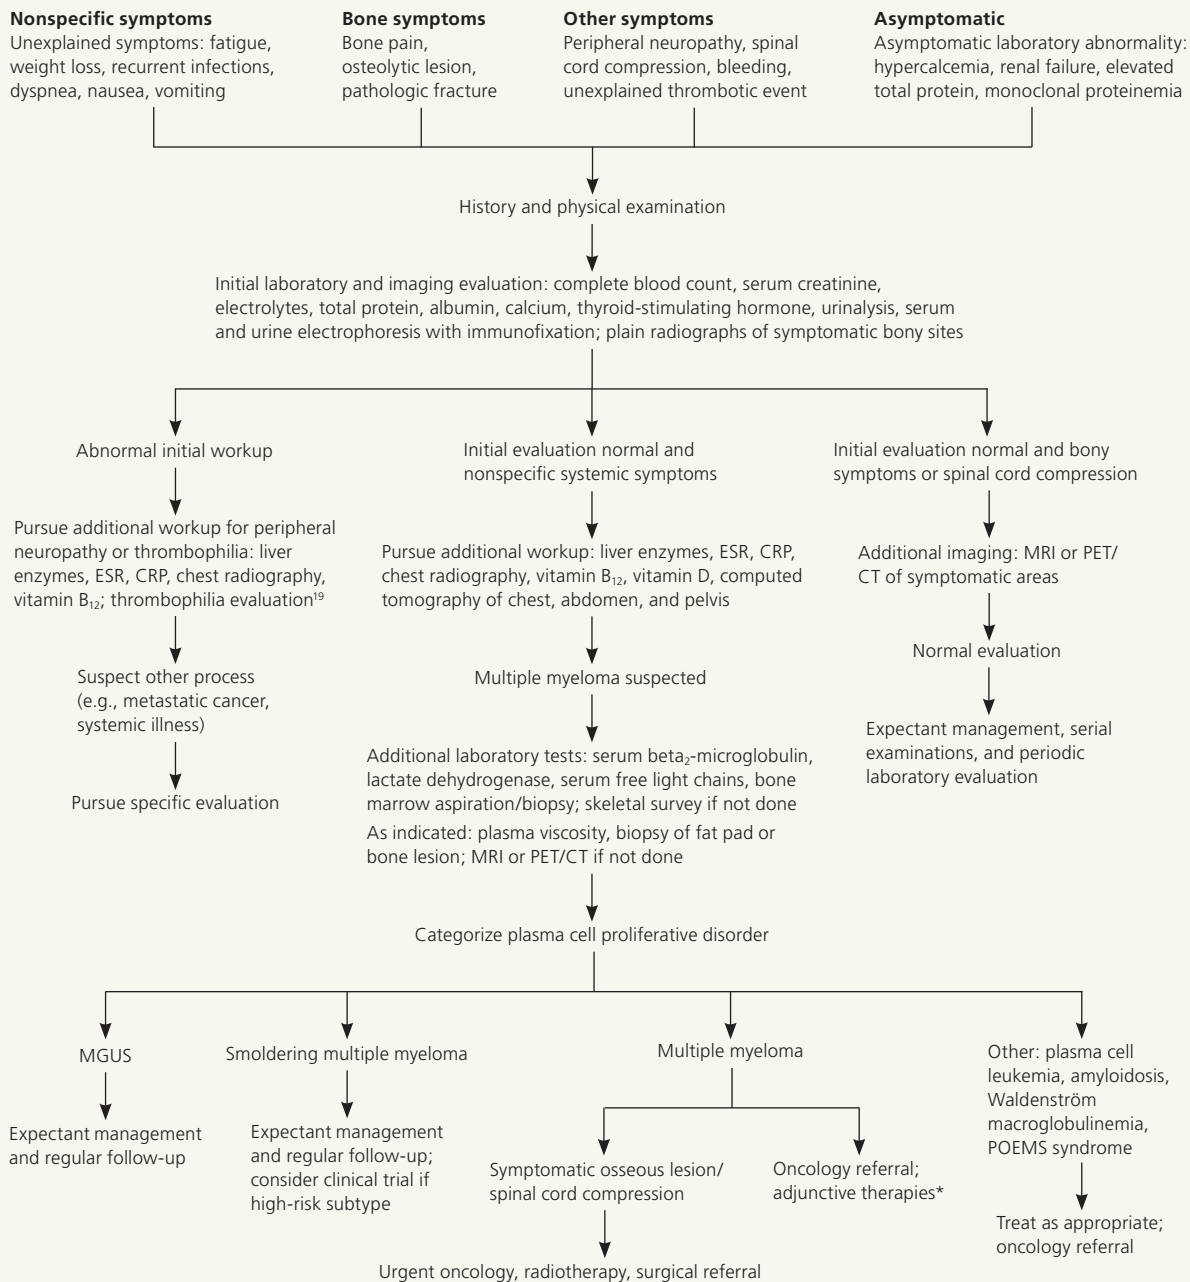 Nonspecific symptoms
Unexplained symptoms: fatigue,
weight loss, recurrent infections,
dyspnea, nausea, vomiting
Bone symptoms
Bone pain,
osteolytic lesion,
pathologic fracture
Other symptoms
Peripheral neuropathy, spinal
cord compression, bleeding,
unexplained thrombotic event
Asymptomatic
Asymptomatic laboratory abnormality:
hypercalcemia, renal failure, elevated
total protein, monoclonal proteinemia
History and physical examination
Initial laboratory and imaging evaluation: complete blood count, serum creatinine,
electrolytes, total protein, albumin, calcium, thyroid-stimulating hormone, urinalysis, serum
and urine electrophoresis with immunofixation; plain radiographs of symptomatic bony sites
Abnormal initial workup
Pursue additional workup for peripheral
neuropathy or thrombophilia: liver
enzymes, ESR, CRP, chest radiography,
vitamin B₁₂; thrombophilia evaluation¹⁹
Suspect other process
(e.g., metastatic cancer,
systemic illness)
Pursue specific evaluation
Initial evaluation normal and
nonspecific systemic symptoms
Pursue additional workup: liver enzymes, ESR, CRP,
chest radiography, vitamin B₁₂, vitamin D, computed
tomography of chest, abdomen, and pelvis
Multiple myeloma suspected
Additional laboratory tests: serum beta₂-microglobulin,
lactate dehydrogenase, serum free light chains, bone
marrow aspiration/biopsy; skeletal survey if not done
As indicated: plasma viscosity, biopsy of fat pad or
bone lesion; MRI or PET/CT if not done
Initial evaluation normal and bony
symptoms or spinal cord compression
Additional imaging: MRI or PET/
CT of symptomatic areas
Normal evaluation
Expectant management, serial
examinations, and periodic
laboratory evaluation
Categorize plasma cell proliferative disorder
MGUS
Expectant management
and regular follow-up
Smoldering multiple myeloma
Expectant management
and regular follow-up;
consider clinical trial if
high-risk subtype
Multiple myeloma
Symptomatic osseous lesion/
spinal cord compression
Urgent oncology, radiotherapy, surgical referral
Oncology referral;
adjunctive therapies*
Other: plasma cell
leukemia, amyloidosis,
Waldenström
macroglobulinemia,
POEMS syndrome
Treat as appropriate;
oncology referral